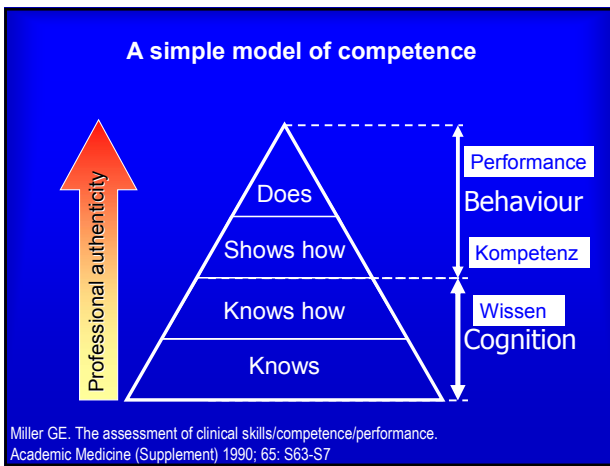 A simple model of competence
Professional authenticity
Does
Shows how
Knows how
Knows
Performance
Behaviour
Kompetenz
Wissen
Cognition
Miller GE. The assessment of clinical skills/competence/performance.
Academic Medicine (Supplement) 1990; 65: S63-S7